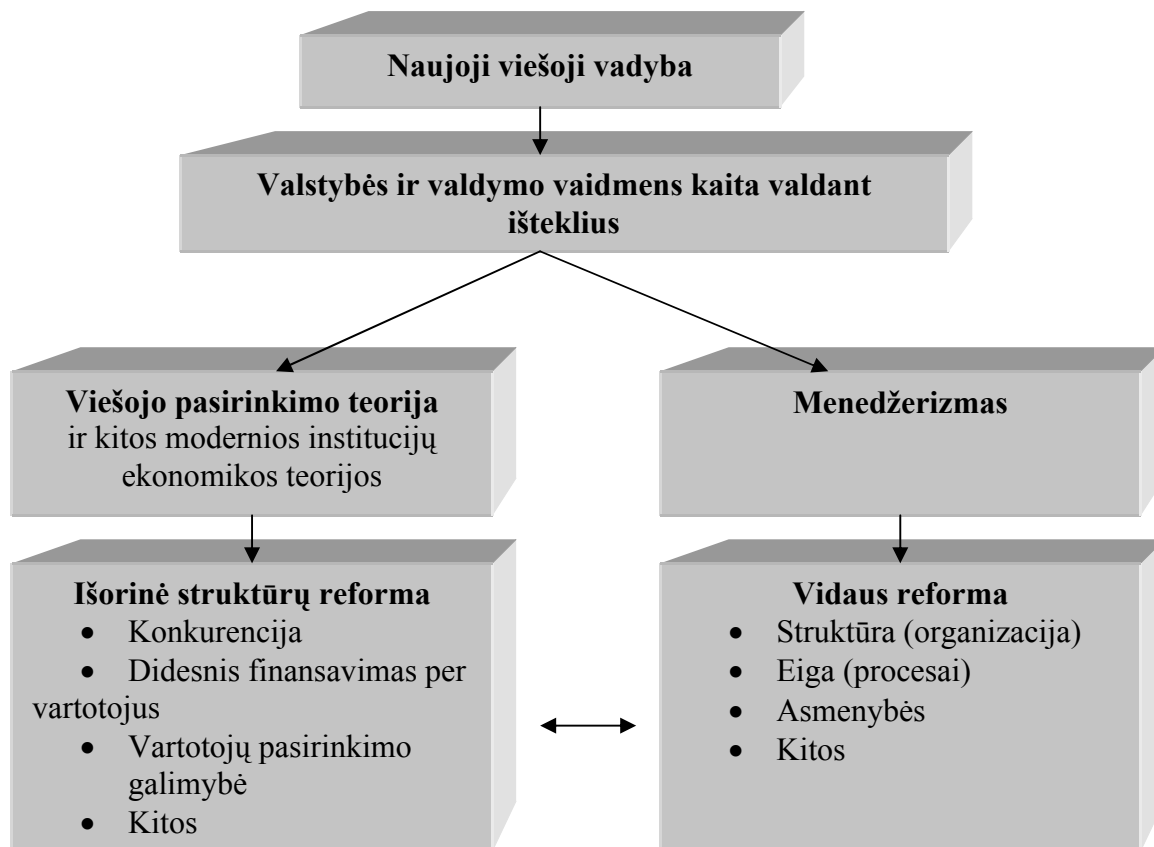 Naujoji viešoji vadyba
Valstybės ir valdymo vaidmens kaita valdant
išteklius
Viešojo pasirinkimo teorija
ir kitos modernios institucijų
ekonomikos teorijos
Menedžerizmas
Išorinė struktūrų reforma
• Konkurencija
• Didesnis finansavimas per
vartotojus
• Vartotojų pasirinkimo
galimybė
• Kitos
Vidaus reforma
• Struktūra (organizacija)
• Eiga (procesai)
• Asmenybės
• Kitos